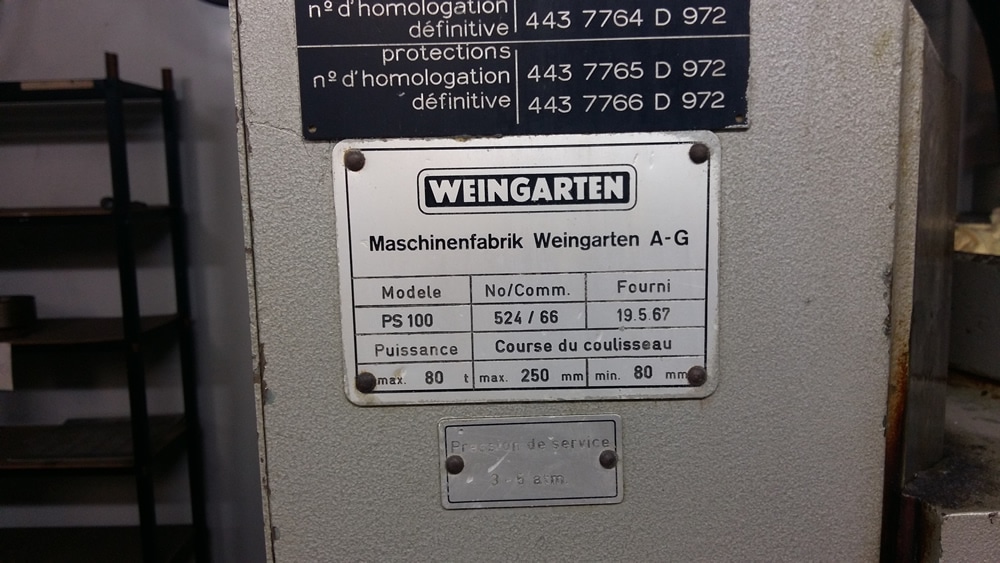 nº d'homologation
définitive 443 7764 D 972
protections
nº d'homologation 443 7765 D 972
définitive 443 7766 D 972
WEINGARTEN
Maschinenfabrik Weingarten A-G
Modele No/Comm. Fourni
PS 100 524 / 66 19.5.67
Puissance Course du coulisseau
max. 80 t max. 250 mm min. 80 mm
de service